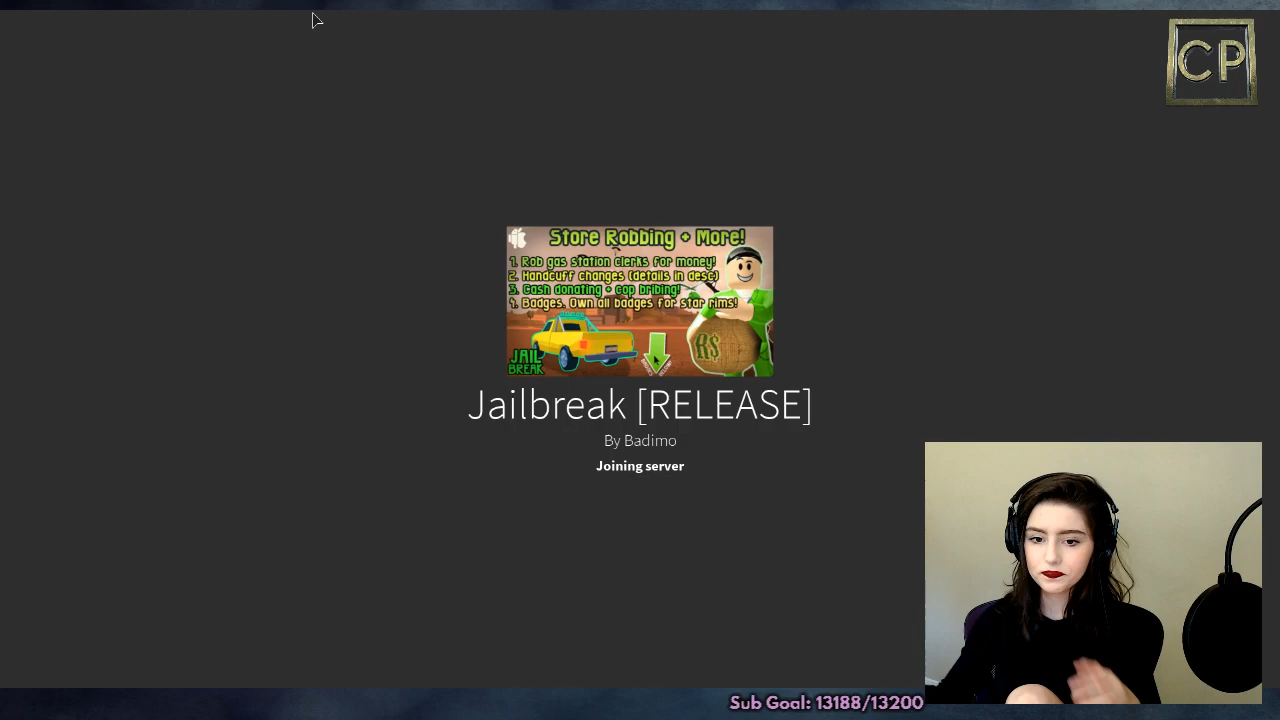 CP
Store Robbing + More!
1. Rob gas station clerks for money!
2. Handcuff changes (details in desc)
3. Cash donating + cop bribing!
4. Badges. Own all badges for star rims!
R$
JAIL
BREAK
Jailbreak [RELEASE]
By Badimo
Joining server
Sub Goal: 13188/13200